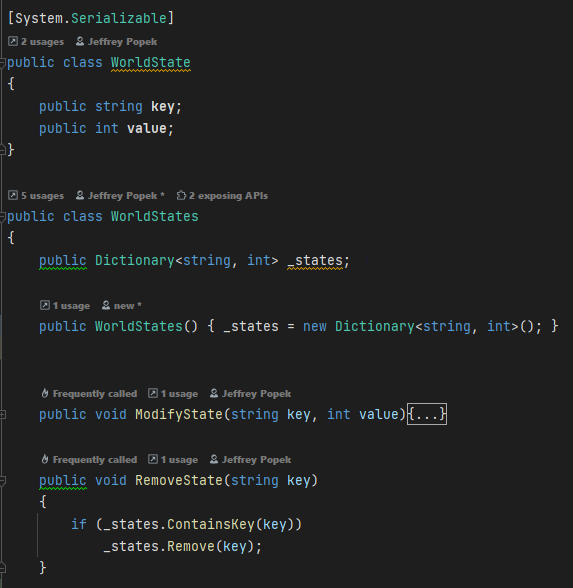 [System.Serializable]
2 usages Jeffrey Popek
public class WorldState
{
public string key;
public int value;
}
5 usages Jeffrey Popek * 2 exposing APIs
public class WorldStates
{
public Dictionary<string, int> _states;
1 usage new *
public WorldStates() { _states = new Dictionary<string, int>(); }
Frequently called 1 usage Jeffrey Popek
public void ModifyState(string key, int value){...}
Frequently called 1 usage Jeffrey Popek
public void RemoveState(string key)
{
if (_states.ContainsKey(key))
_states.Remove(key);
}